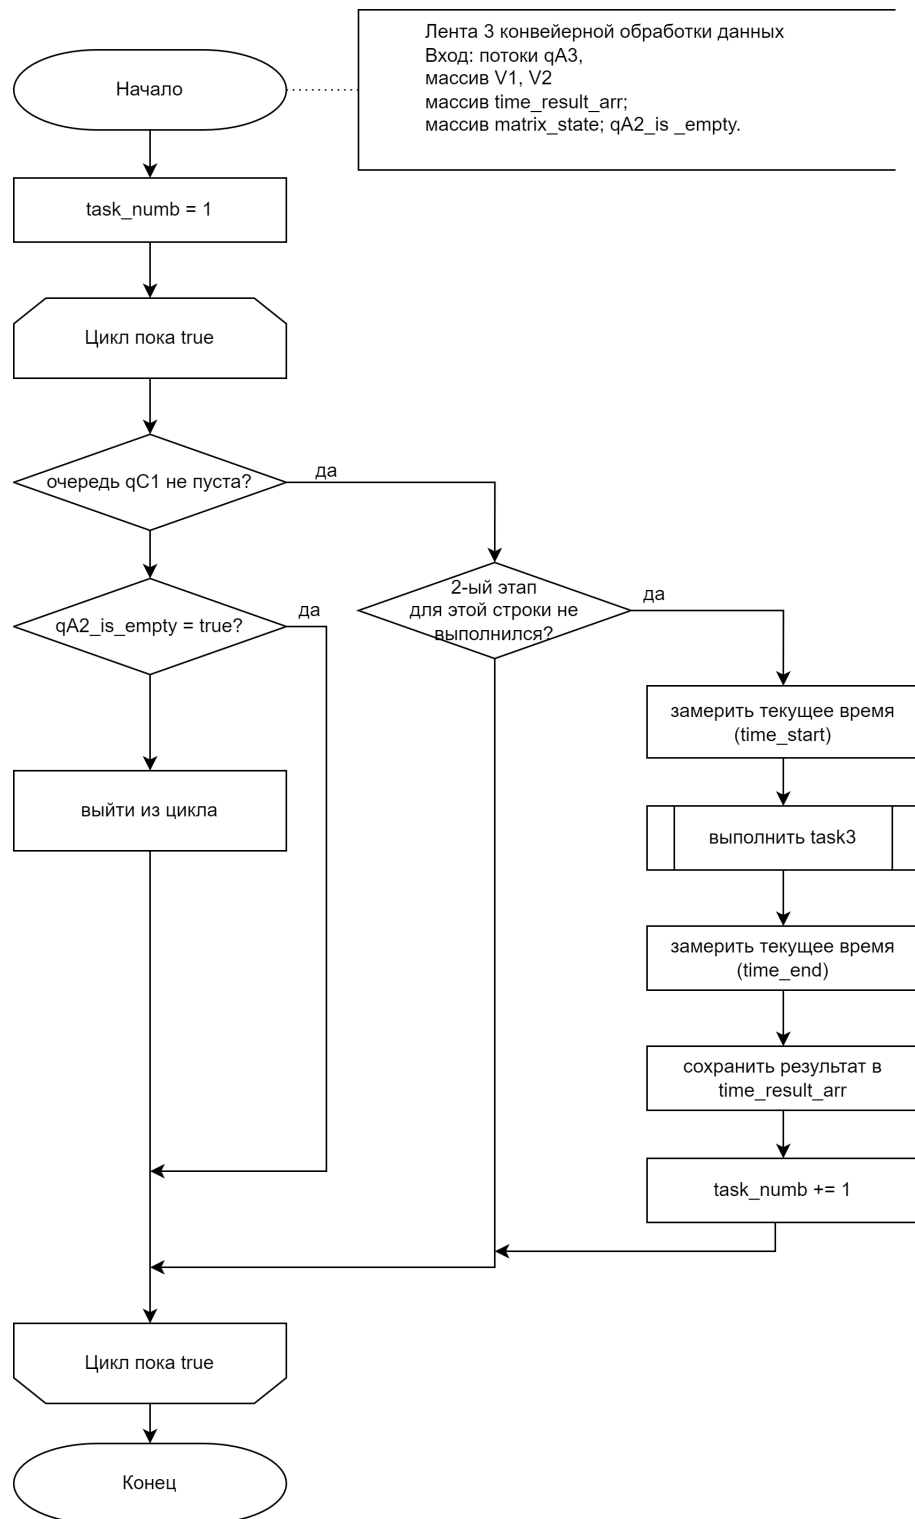 Лента 3 конвейерной обработки данных
Вход: потоки qA3,
массив V1, V2
массив time_result_arr;
массив matrix_state; qA2_is _empty.
Начало
task_numb = 1
Цикл пока true
очередь qC1 не пуста?
да
2-ый этап
для этой строки не
выполнился?
да
qA2_is_empty = true?
да
замерить текущее время
(time_start)
выйти из цикла
выполнить task3
замерить текущее время
(time_end)
сохранить результат в
time_result_arr
task_numb += 1
Цикл пока true
Конец